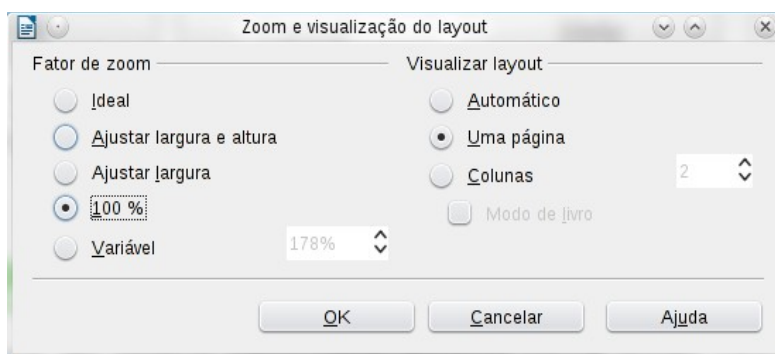 Zoom e visualização do layout
Fator de zoom
Ideal
Ajustar largura e altura
Ajustar largura
100 %
Variável
178%
Visualizar layout
Automático
Uma página
Colunas
2
Modo de livro
OK
Cancelar
Ajuda